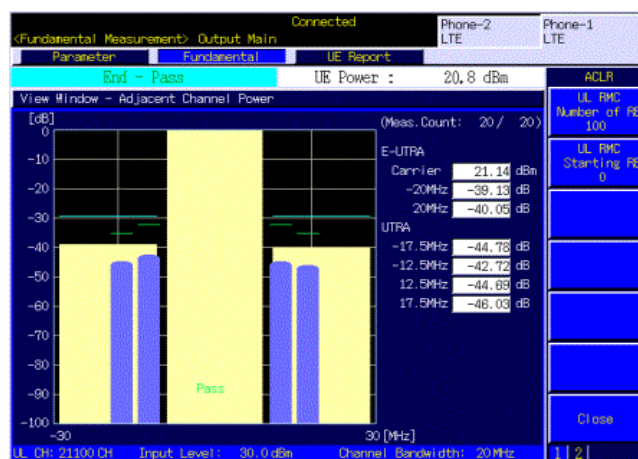 Connected
Phone-2
LTE
Phone-1
LTE
<Fundamental Measurement> Output Main
Parameter
Fundamental
UE Report
End - Pass
UE Power :
20.8 dBm
ACLR
View Window - Adjacent Channel Power
UL RMC
Number of RB
100
UL RMC
Starting RB
0
Close
1 2
[dB]
(Meas.Count: 20 / 20)
0
-10
-20
-30
-40
-50
-60
-70
-80
-90
-100
E-UTRA
Carrier 21.14 dBm
-20MHz -39.13 dB
20MHz -40.05 dB
UTRA
-17.5MHz -44.78 dB
-12.5MHz -42.72 dB
12.5MHz -44.69 dB
17.5MHz -46.03 dB
Pass
-30
30 [MHz]
UL CH: 21100 CH Input Level: 30.0 dBm Channel Bandwidth: 20 MHz